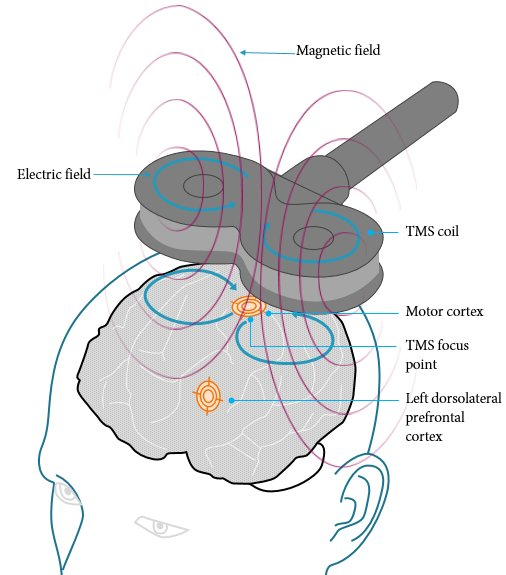 Magnetic field
Electric field
TMS coil
Motor cortex
TMS focus
point
Left dorsolateral
prefrontal
cortex